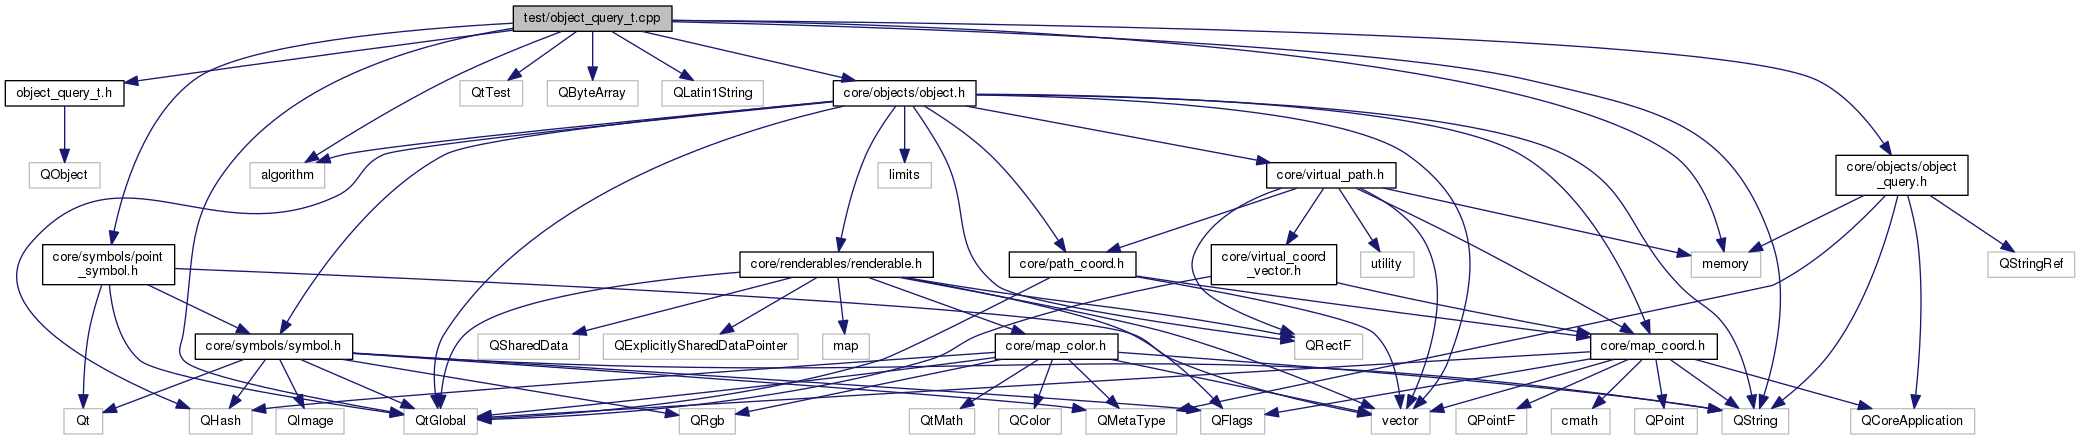 test/object_query_t.cpp
object_query_t.h
QtTest
QByteArray
QLatin1String
core/objects/object.h
QObject
algorithm
limits
core/virtual_path.h
core/objects/object
_query.h
core/symbols/point
_symbol.h
core/renderables/renderable.h
core/path_coord.h
core/virtual_coord
_vector.h
utility
memory
QStringRef
core/symbols/symbol.h
QSharedData
QExplicitlySharedDataPointer
map
core/map_color.h
QRectF
core/map_coord.h
Qt
QHash
QImage
QtGlobal
QRgb
QtMath
QColor
QMetaType
QFlags
vector
QPointF
cmath
QPoint
QString
QCoreApplication